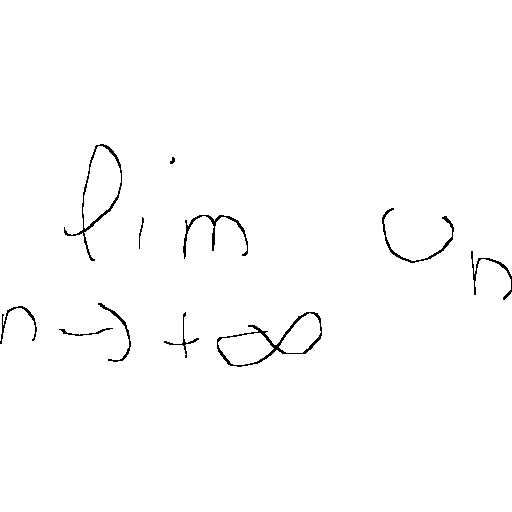 lim u_n
n → +∞